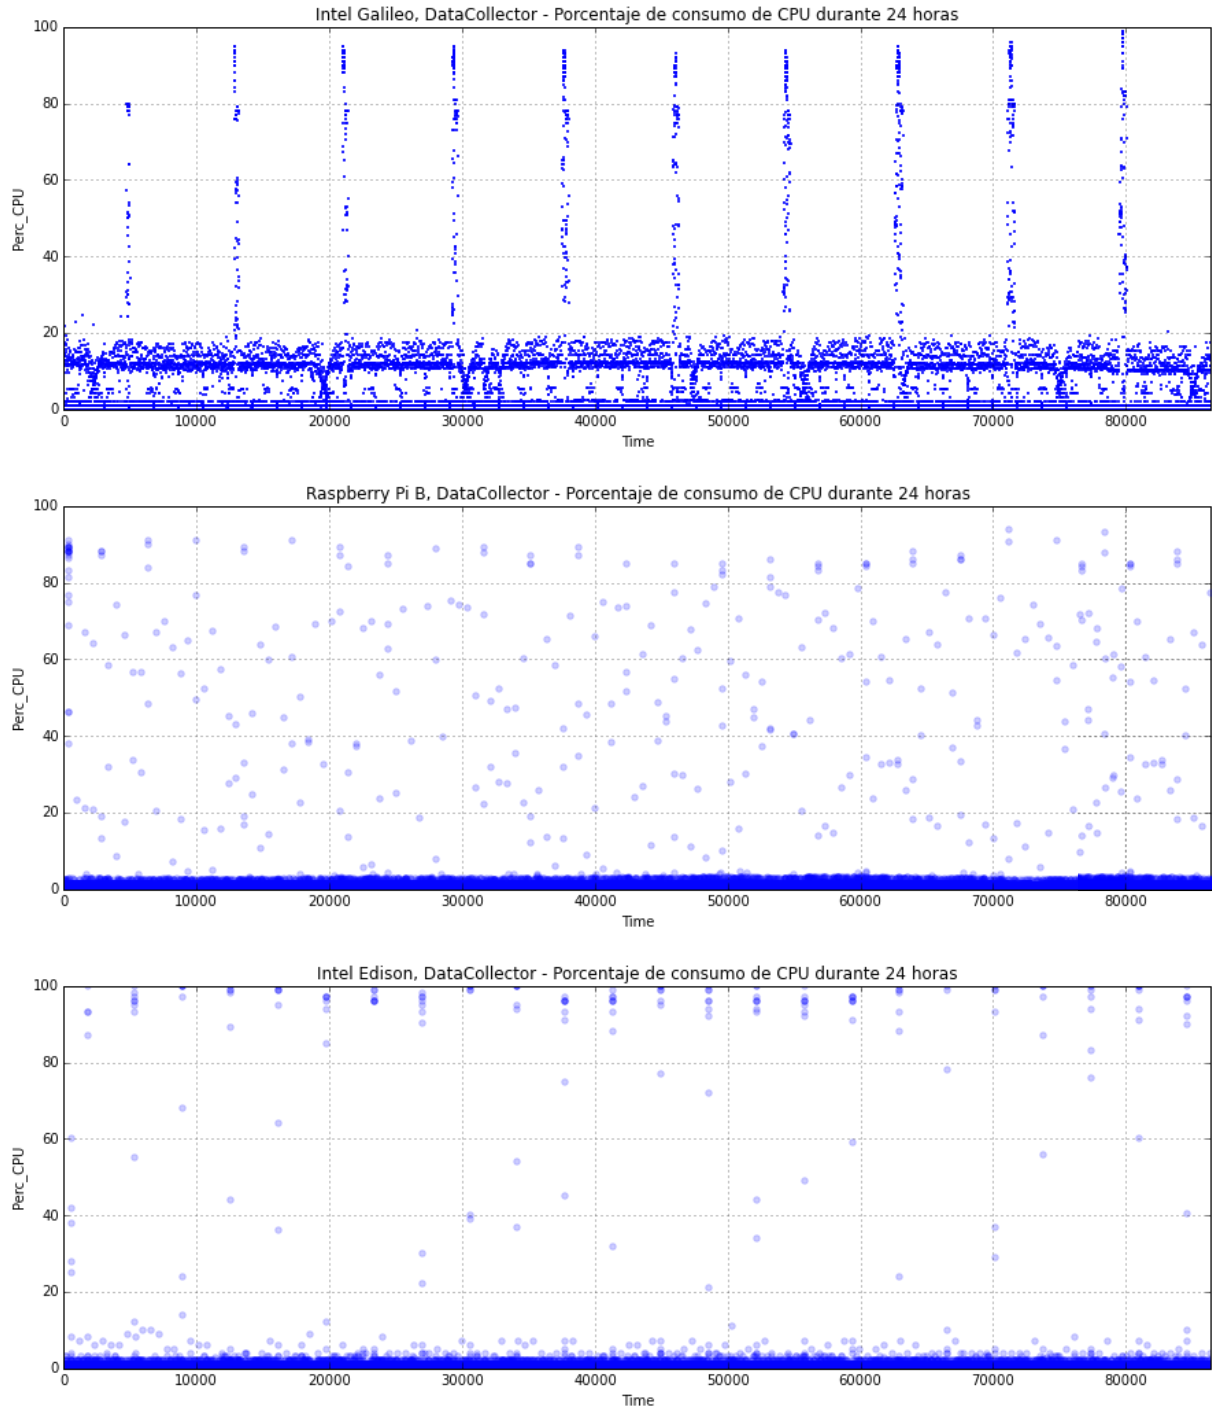 Intel Galileo, DataCollector - Porcentaje de consumo de CPU durante 24 horas
100
80
60
40
20
0
Perc_CPU
0 10000 20000 30000 40000 50000 60000 70000 80000
Time
Raspberry Pi B, DataCollector - Porcentaje de consumo de CPU durante 24 horas
100
80
60
40
20
0
Perc_CPU
0 10000 20000 30000 40000 50000 60000 70000 80000
Time
Intel Edison, DataCollector - Porcentaje de consumo de CPU durante 24 horas
100
80
60
40
20
0
Perc_CPU
0 10000 20000 30000 40000 50000 60000 70000 80000
Time